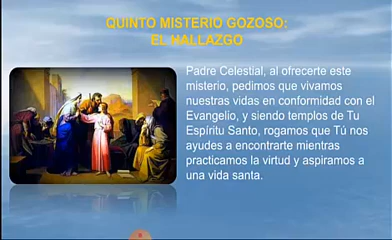 QUINTO MISTERIO GOZOSO:
EL HALLAZGO
Padre Celestial, al ofrecerte este
misterio, pedimos que vivamos
nuestras vidas en conformidad con el
Evangelio, y siendo templos de Tu
Espíritu Santo, rogamos que Tú nos
ayudes a encontrarte mientras
practicamos la virtud y aspiramos a
una vida santa.